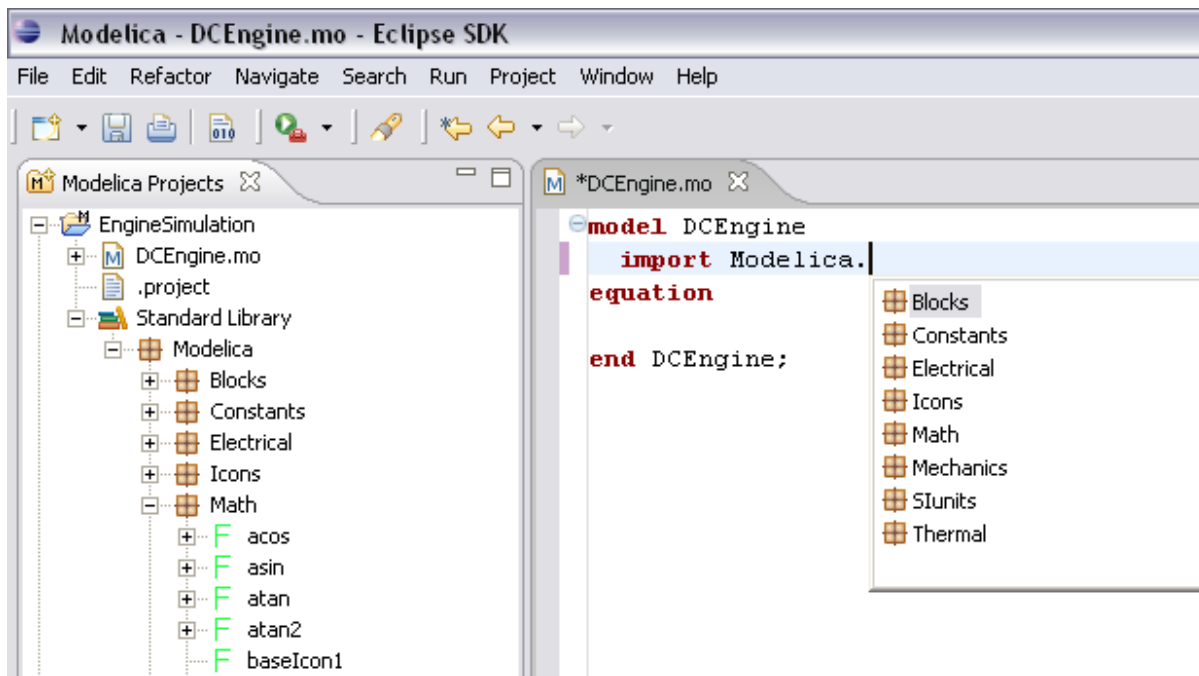 Modelica - DCEngine.mo - Eclipse SDK
File Edit Refactor Navigate Search Run Project Window Help
010
Modelica Projects
EngineSimulation
DCEngine.mo
.project
Standard Library
Modelica
Blocks
Constants
Electrical
Icons
Math
F acos
F asin
F atan
F atan2
F baseIcon1
M *DCEngine.mo
model DCEngine
import Modelica.
equation
end DCEngine;
Blocks
Constants
Electrical
Icons
Math
Mechanics
SIunits
Thermal